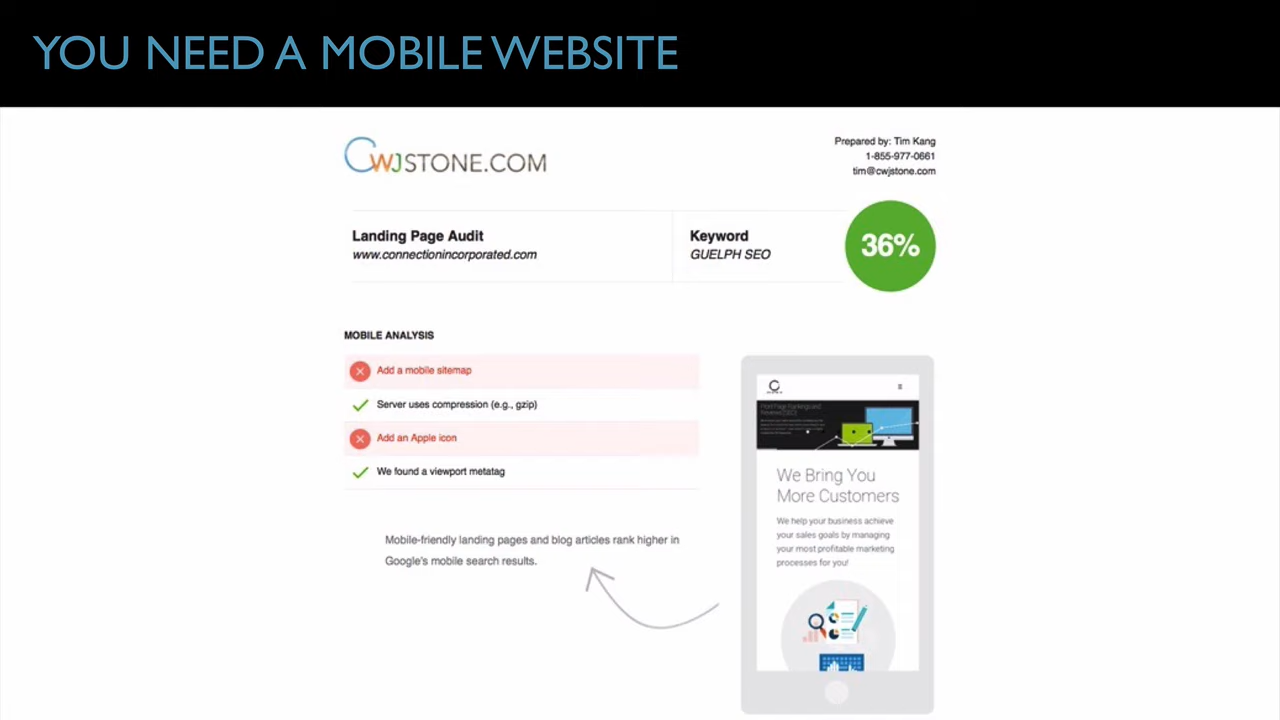 YOU NEED A MOBILE WEBSITE
CWJSTONE.COM
Prepared by: Tim Kang
1-855-977-0661
tim@cwjstone.com
Landing Page Audit
www.connectionincorporated.com
Keyword
GUELPH SEO
36%
MOBILE ANALYSIS
Add a mobile sitemap
Server uses compression (e.g., gzip)
Add an Apple icon
We found a viewport metatag
Mobile-friendly landing pages and blog articles rank higher in
Google's mobile search results.
We Bring You
More Customers
We help your business achieve
your sales goals by managing
your most profitable marketing
processes for you!